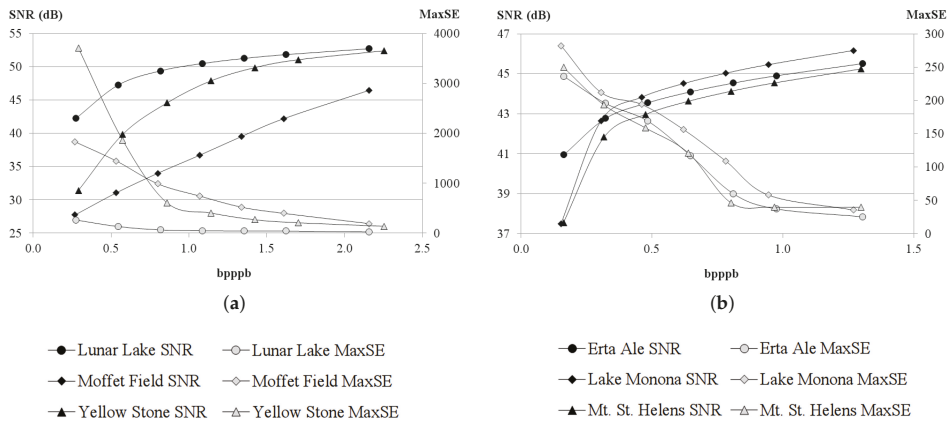 SNR (dB) MaxSE
55 4000
50 3500
45 3000
40 2500
2000
35 1500
30 1000
500
25 0
0.0 0.5 1.0 1.5 2.0 2.5
bpppb
(a)
SNR (dB) MaxSE
47 300
45 250
43 200
150
41 100
39 50
37 0
0.0 0.5 1.0 1.5
bpppb
(b)
Lunar Lake SNR Lunar Lake MaxSE
Moffet Field SNR Moffet Field MaxSE
Yellow Stone SNR Yellow Stone MaxSE
Erta Ale SNR Erta Ale MaxSE
Lake Monona SNR Lake Monona MaxSE
Mt. St. Helens SNR Mt. St. Helens MaxSE